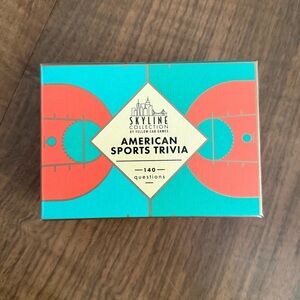 SKYLINE
COLLECTION
BY YELLOW CAB GAMES
AMERICAN
SPORTS TRIVIA
140
questions